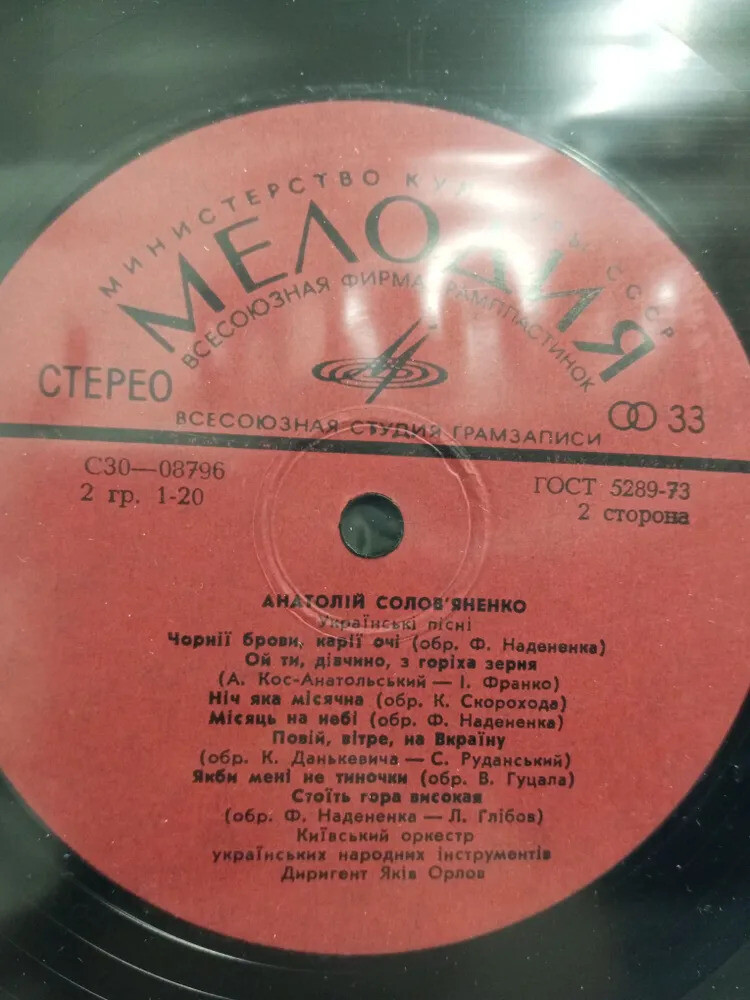 МИНИСТЕРСТВО КУЛЬТУРЫ СССР
МЕЛОДИЯ
ВСЕСОЮЗНАЯ ФИРМА ГРАМПЛАСТИНОК
СТЕРЕО
33
ВСЕСОЮЗНАЯ СТУДИЯ ГРАМЗАПИСИ
С30—08796
ГОСТ 5289-73
2 гр. 1-20
2 сторона
АНАТОЛІЙ СОЛОВ'ЯНЕНКО
Українські пісні
Чорнії брови, карії очі (обр. Ф. Надененка)
Ой ти, дівчино, з горіха зерня
(А. Кос-Анатольський — І. Франко)
Ніч яка місячна (обр. К. Скорохода)
Місяць на небі (обр. Ф. Надененка)
Повій, вітре, на Вкраїну
(обр. К. Данькевича — С. Руданський)
Якби мені не тиночки (обр. В. Гуцала)
Стоїть гора високая
(обр. Ф. Надененка — Л. Глібов)
Київський оркестр
українських народних інструментів
Диригент Яків Орлов